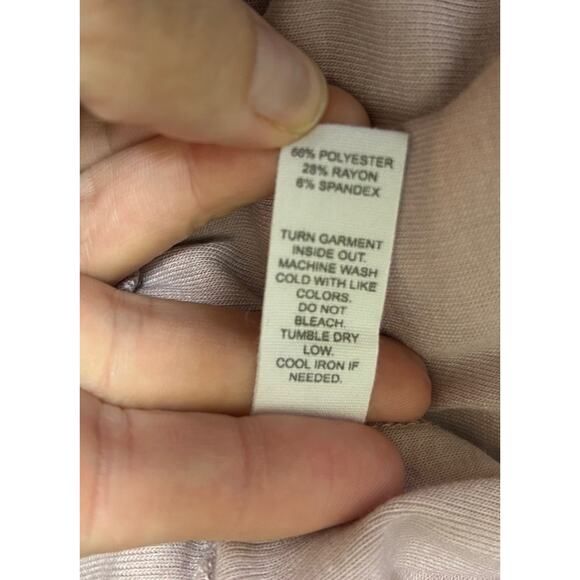 66% POLYESTER
28% RAYON
6% SPANDEX
TURN GARMENT
INSIDE OUT.
MACHINE WASH
COLD WITH LIKE
COLORS.
DO NOT
BLEACH.
TUMBLE DRY
LOW.
COOL IRON IF
NEEDED.